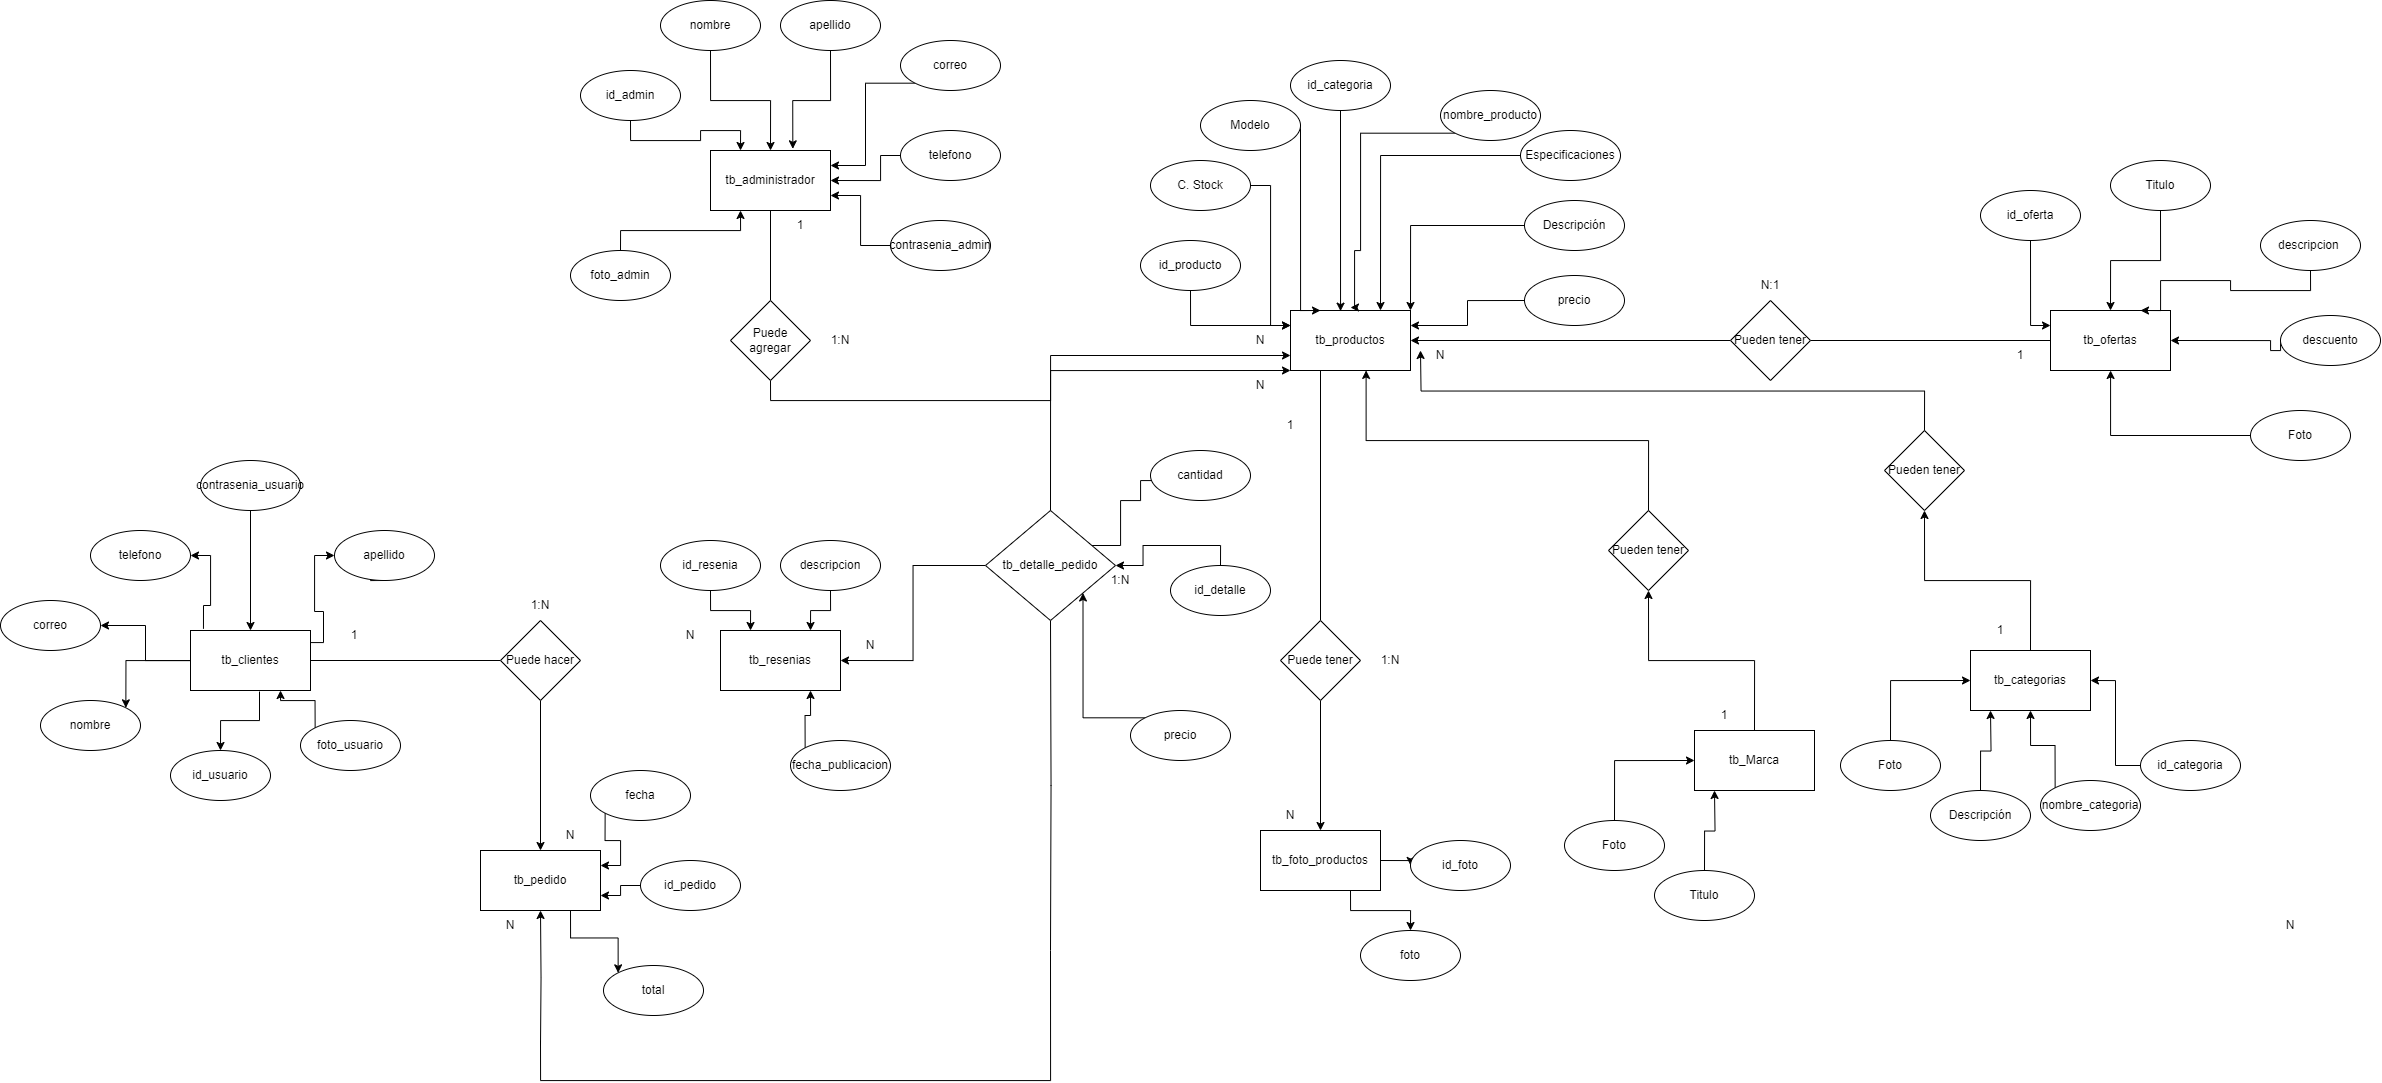 nombre
apellido
correo
id_admin
telefono
tb_administrador
1
contrasenia_admin
foto_admin
Puede
agregar
1:N
id_categoria
Modelo
nombre_producto
Especificaciones
C. Stock
Descripción
id_producto
precio
N
tb_productos
N
N
1
N:1
Pueden tener
1
id_oferta
Titulo
descripcion
tb_ofertas
descuento
Foto
Pueden tener
Pueden tener
contrasenia_usuario
telefono
apellido
correo
tb_clientes
1
nombre
id_usuario
foto_usuario
1:N
Puede hacer
id_resenia
descripcion
N
tb_resenias
N
fecha_publicacion
cantidad
tb_detalle_pedido
1:N
id_detalle
precio
Puede tener
1:N
N
tb_foto_productos
id_foto
foto
1
tb_Marca
Foto
Titulo
1
tb_categorias
Foto
Descripción
nombre_categoria
id_categoria
fecha
N
tb_pedido
id_pedido
N
total
N